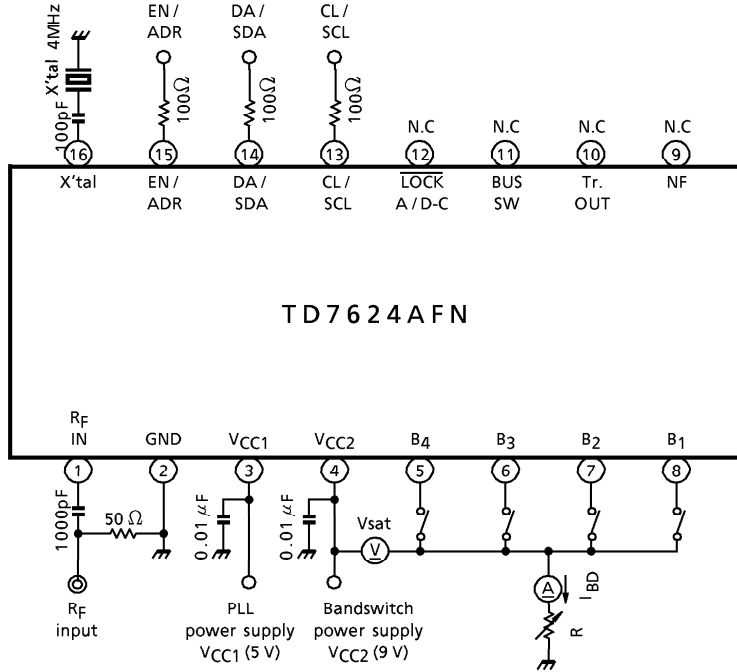 X'tal 4MHz
100pF
EN /
ADR
100Ω
DA /
SDA
100Ω
CL /
SCL
100Ω
N.C
N.C
N.C
N.C
16
15
14
13
12
11
10
9
X'tal
EN /
ADR
DA /
SDA
CL /
SCL
LOCK
A / D-C
BUS
SW
Tr.
OUT
NF
TD7624AFN
RF
IN
GND
VCC1
VCC2
B4
B3
B2
B1
1
2
3
4
5
6
7
8
1000pF
50 Ω
0.01 μF
0.01 μF
Vsat
V
A
IBD
R
RF
input
PLL
power supply
VCC1 (5 V)
Bandswitch
power supply
VCC2 (9 V)